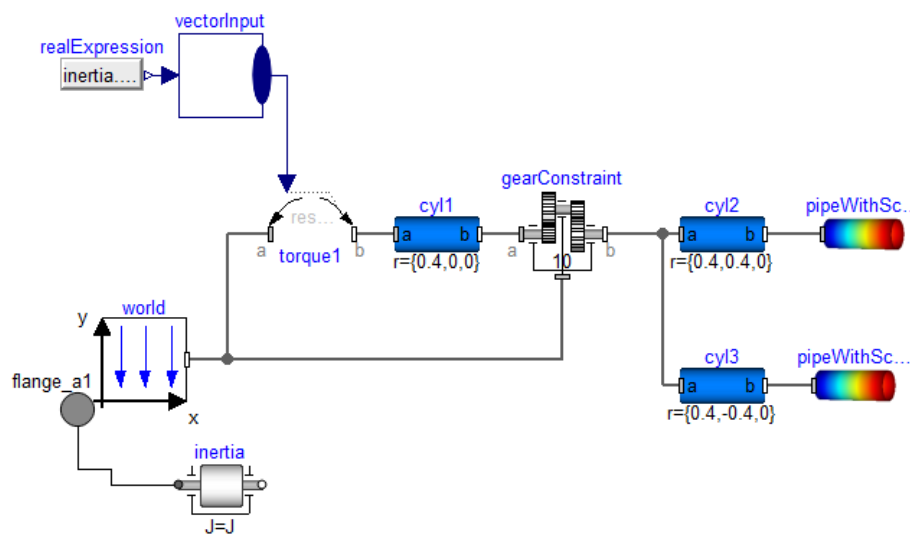 vectorInput
realExpression
inertia....
gearConstraint
cyl1
cyl2
pipeWithSc...
res...
a b
a b
a b
a b
torque1
r={0.4,0,0}
10
r={0.4,0.4,0}
world
y
cyl3
pipeWithSc...
flange_a1
a b
x
r={0.4,-0.4,0}
inertia
J=J